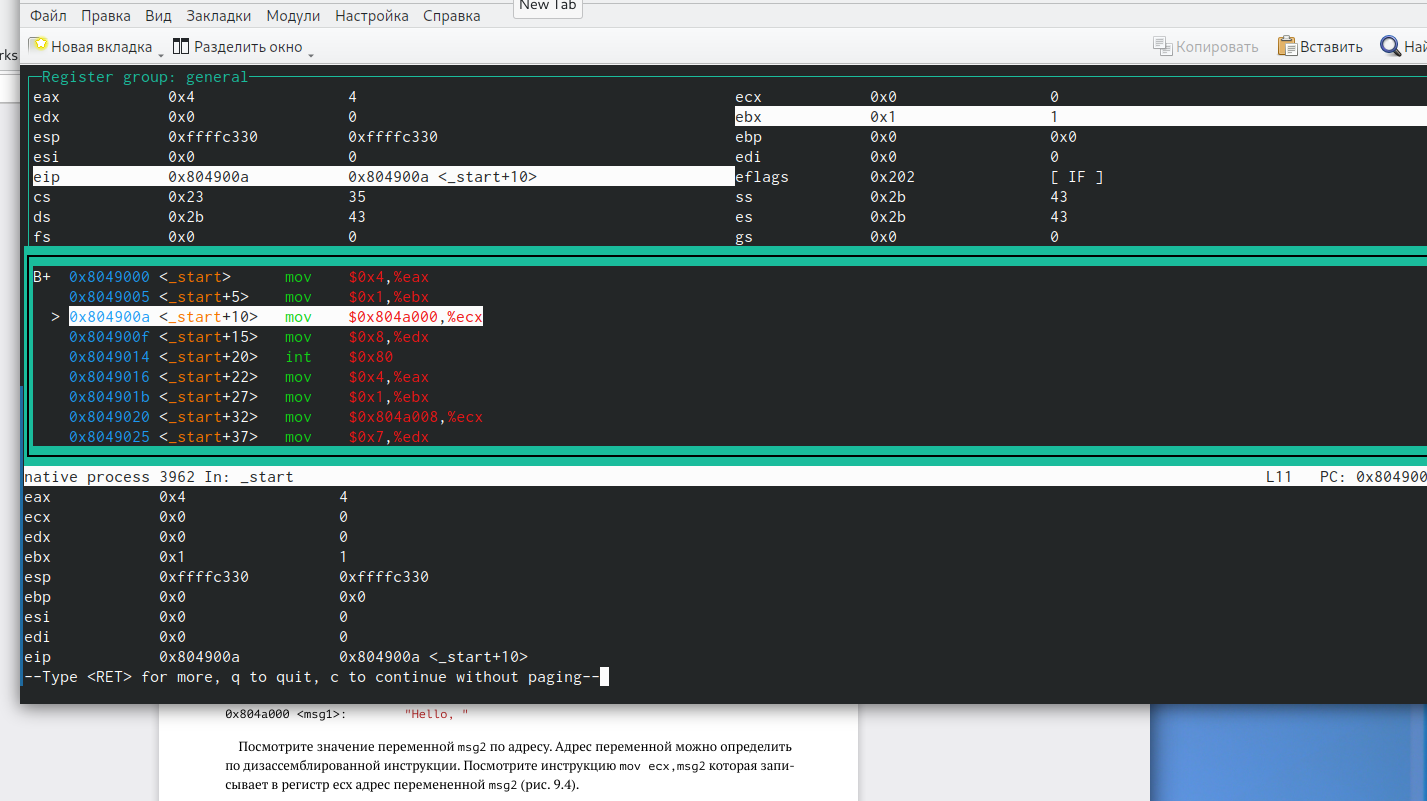 New Tab
Файл Правка Вид Закладки Модули Настройка Справка
rks
Новая вкладка Разделить окно Копировать Вставить Най
Register group: general
eax 0x4 4 ecx 0x0 0
edx 0x0 0 ebx 0x1 1
esp 0xffffc330 0xffffc330 ebp 0x0 0x0
esi 0x0 0 edi 0x0 0
eip 0x804900a 0x804900a <_start+10> eflags 0x202 [ IF ]
cs 0x23 35 ss 0x2b 43
ds 0x2b 43 es 0x2b 43
fs 0x0 0 gs 0x0 0
B+ 0x8049000 <_start> mov $0x4,%eax
0x8049005 <_start+5> mov $0x1,%ebx
> 0x804900a <_start+10> mov $0x804a000,%ecx
0x804900f <_start+15> mov $0x8,%edx
0x8049014 <_start+20> int $0x80
0x8049016 <_start+22> mov $0x4,%eax
0x804901b <_start+27> mov $0x1,%ebx
0x8049020 <_start+32> mov $0x804a008,%ecx
0x8049025 <_start+37> mov $0x7,%edx
native process 3962 In: _start L11 PC: 0x804900
eax 0x4 4
ecx 0x0 0
edx 0x0 0
ebx 0x1 1
esp 0xffffc330 0xffffc330
ebp 0x0 0x0
esi 0x0 0
edi 0x0 0
eip 0x804900a 0x804900a <_start+10>
--Type <RET> for more, q to quit, c to continue without paging--
0x804a000 <msg1>: "Hello, "
Посмотрите значение переменной msg2 по адресу. Адрес переменной можно определить
по дизассемблированной инструкции. Посмотрите инструкцию mov ecx,msg2 которая запи-
сывает в регистр ecx адрес перемененной msg2 (рис. 9.4).